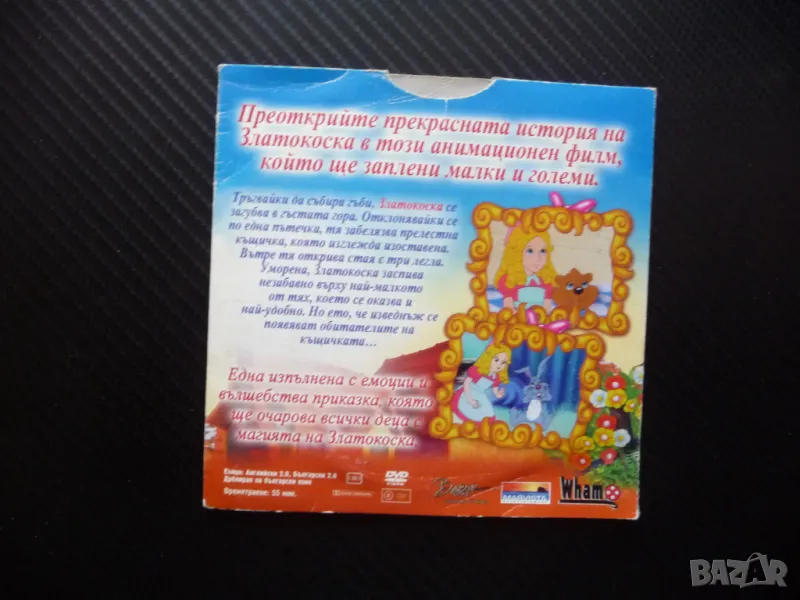 Преоткрийте прекрасната история на
Златокоска в този анимационен филм,
който ще заплени малки и големи.
Тръгвайки да събира гъби, Златокоска се
загубва в гъстата гора. Отклонявайки се
по една пътечка, тя забелязва прелестна
къщичка, която изглежда изоставена.
Вътре тя открива стая с три легла.
Уморена, Златокоска заспива
незабавно върху най-малкото
от тях, което се оказва и
най-удобно. Но ето, че изведнъж се
появяват обитателите на
къщичката...
Една изпълнена с емоции и
вълшебства приказка, която
ще очарова всички деца с
магията на Златокоска.
Езици: Английски 2.0, Български 2.0
Дублиран на български език
Времетраене: 55 мин.
DVD
VIDEO
Wham
BAZAR